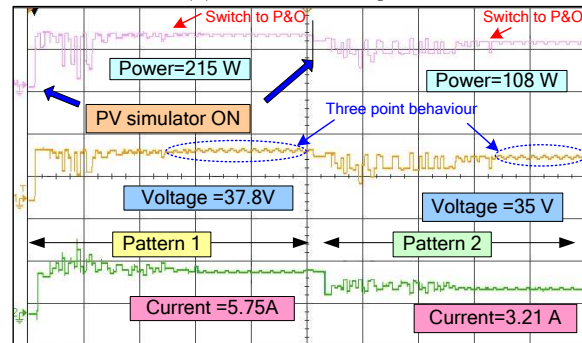 Switch to P&O
Switch to P&O
Power=215 W
Power=108 W
PV simulator ON
Three point behaviour
Voltage =37.8V
Voltage =35 V
Pattern 1
Pattern 2
Current =5.75A
Current=3.21 A